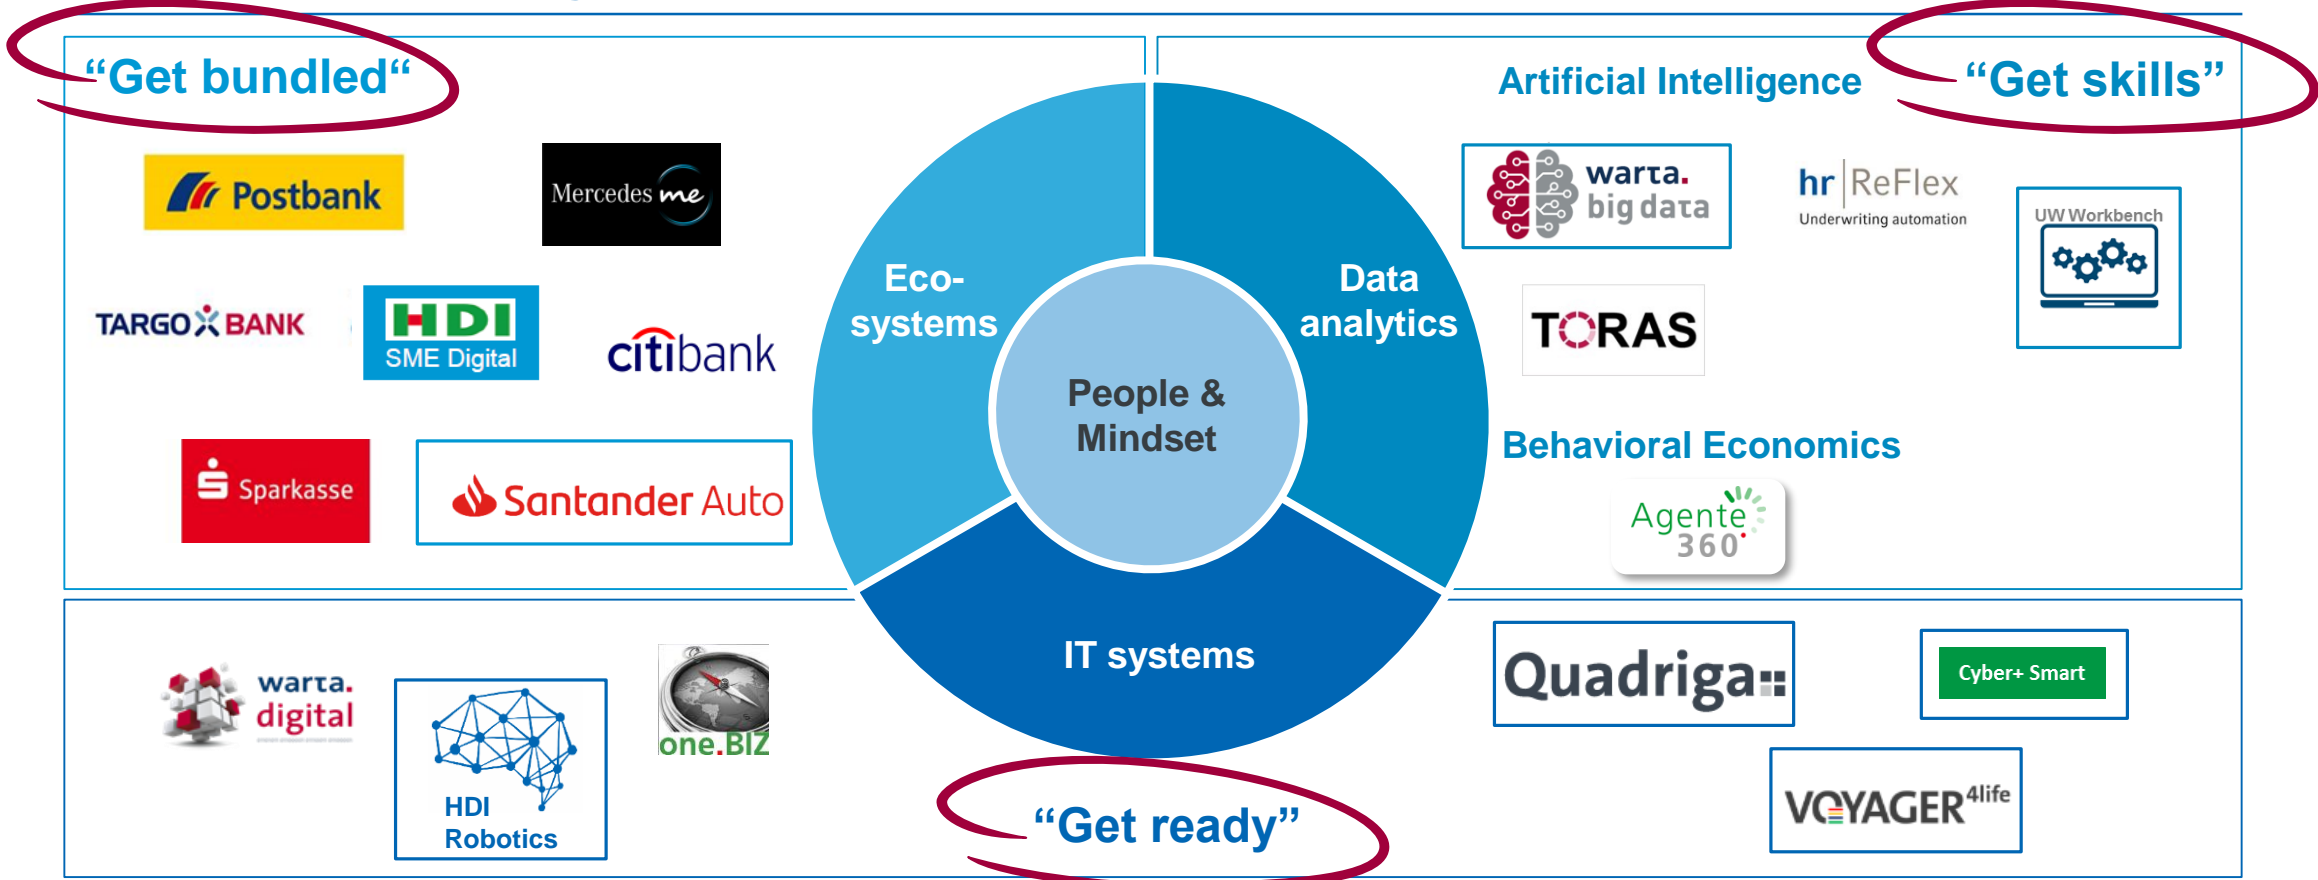 “Get bundled“
Postbank
Mercedes me
TARGO BANK
HDI
SME Digital
citibank
Sparkasse
Santander Auto
Eco-
systems
Data
analytics
People &
Mindset
IT systems
Artificial Intelligence
“Get skills”
warta.
big data
hr|ReFlex
Underwriting automation
UW Workbench
TORAS
Behavioral Economics
Agente
360°
warta.
digital
HDI
Robotics
one.BIZ
“Get ready”
Quadriga
Cyber+ Smart
VOYAGER4life